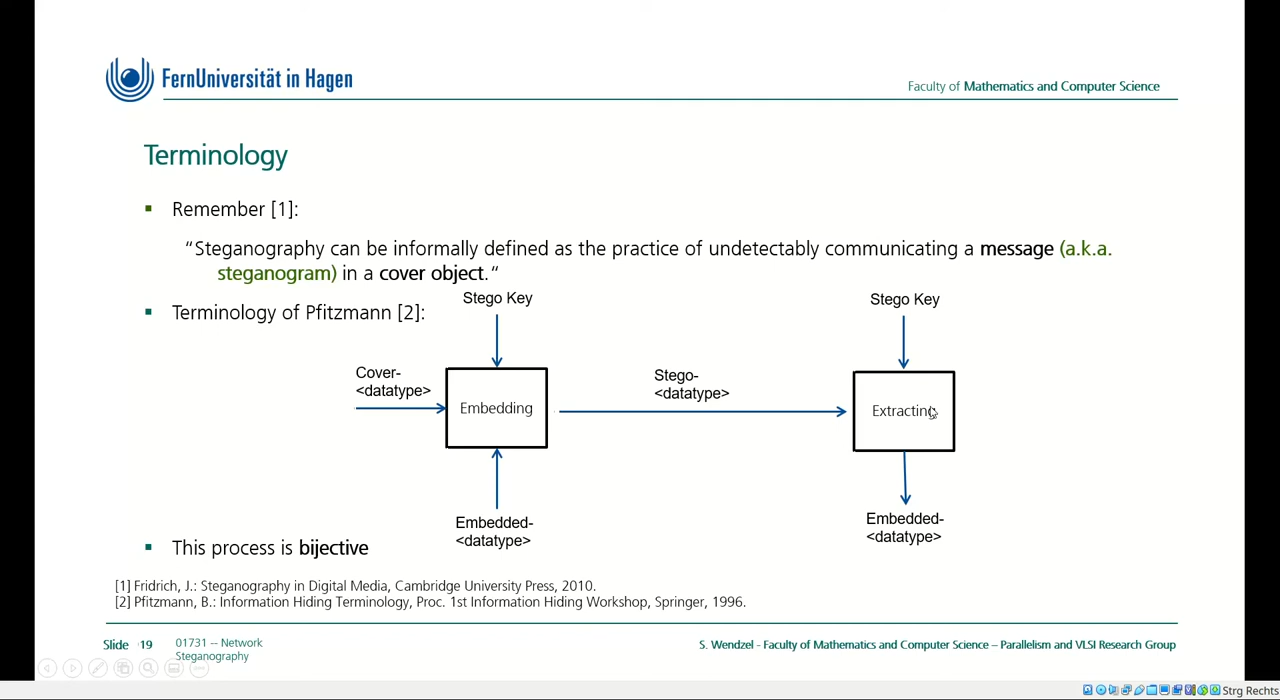 FernUniversität in Hagen
Faculty of Mathematics and Computer Science
Terminology
Remember [1]:
“Steganography can be informally defined as the practice of undetectably communicating a message (a.k.a.
steganogram) in a cover object.“
Stego Key
Stego Key
Terminology of Pfitzmann [2]:
Cover-
<datatype>
Stego-
<datatype>
Embedding
Extracting
Embedded-
<datatype>
Embedded-
<datatype>
This process is bijective
[1] Fridrich, J.: Steganography in Digital Media, Cambridge University Press, 2010.
[2] Pfitzmann, B.: Information Hiding Terminology, Proc. 1st Information Hiding Workshop, Springer, 1996.
Slide 19
01731 -- Network
Steganography
S. Wendzel - Faculty of Mathematics and Computer Science – Parallelism and VLSI Research Group
Strg Rechts